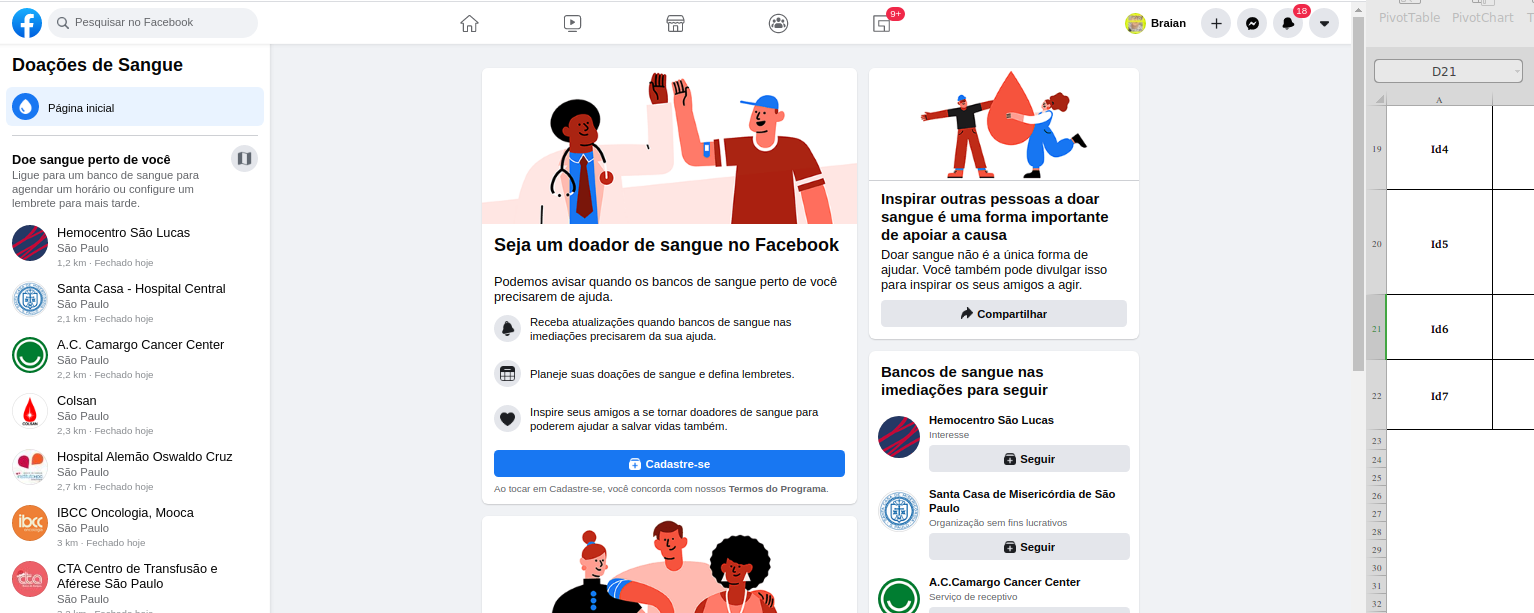 Pesquisar no Facebook
9+
Braian
18
Doações de Sangue
Página inicial
Doe sangue perto de você
Ligue para um banco de sangue para
agendar um horário ou configure um
lembrete para mais tarde.
Hemocentro São Lucas
São Paulo
1,2 km · Fechado hoje
Santa Casa - Hospital Central
São Paulo
2,1 km · Fechado hoje
A.C. Camargo Cancer Center
São Paulo
2,2 km · Fechado hoje
COLSAN
Colsan
São Paulo
2,3 km · Fechado hoje
Hospital Alemão Oswaldo Cruz
São Paulo
2,7 km · Fechado hoje
ibcc
IBCC Oncologia, Mooca
São Paulo
3 km · Fechado hoje
cta
CTA Centro de Transfusão e
Aférese São Paulo
São Paulo
Seja um doador de sangue no Facebook
Podemos avisar quando os bancos de sangue perto de você
precisarem de ajuda.
Receba atualizações quando bancos de sangue nas
imediações precisarem da sua ajuda.
Planeje suas doações de sangue e defina lembretes.
Inspire seus amigos a se tornar doadores de sangue para
poderem ajudar a salvar vidas também.
Cadastre-se
Ao tocar em Cadastre-se, você concorda com nossos Termos do Programa.
Inspirar outras pessoas a doar
sangue é uma forma importante
de apoiar a causa
Doar sangue não é a única forma de
ajudar. Você também pode divulgar isso
para inspirar os seus amigos a agir.
Compartilhar
Bancos de sangue nas
imediações para seguir
Hemocentro São Lucas
Interesse
Seguir
Santa Casa de Misericórdia de São
Paulo
Organização sem fins lucrativos
Seguir
A.C.Camargo Cancer Center
Serviço de receptivo
PivotTable PivotChart T
D21
A
19 Id4
20 Id5
21 Id6
22 Id7
23
24
25
26
27
28
29
30
31
32